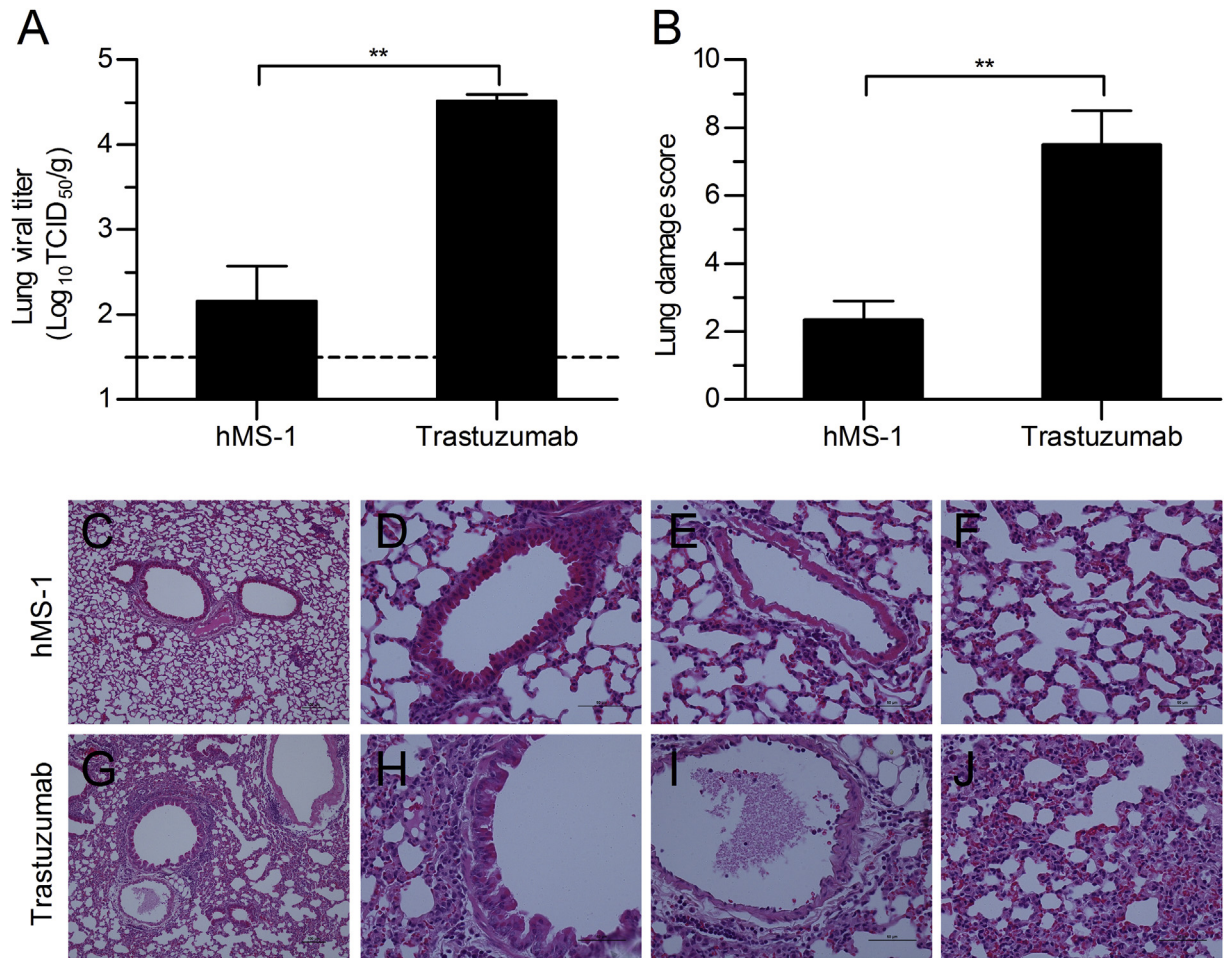 A
**
5
4
3
2
1
Lung viral titer
(Log10TCID50/g)
hMS-1
Trastuzumab
B
**
10
8
6
4
2
0
Lung damage score
hMS-1
Trastuzumab
hMS-1
C
D
E
F
Trastuzumab
G
H
I
J